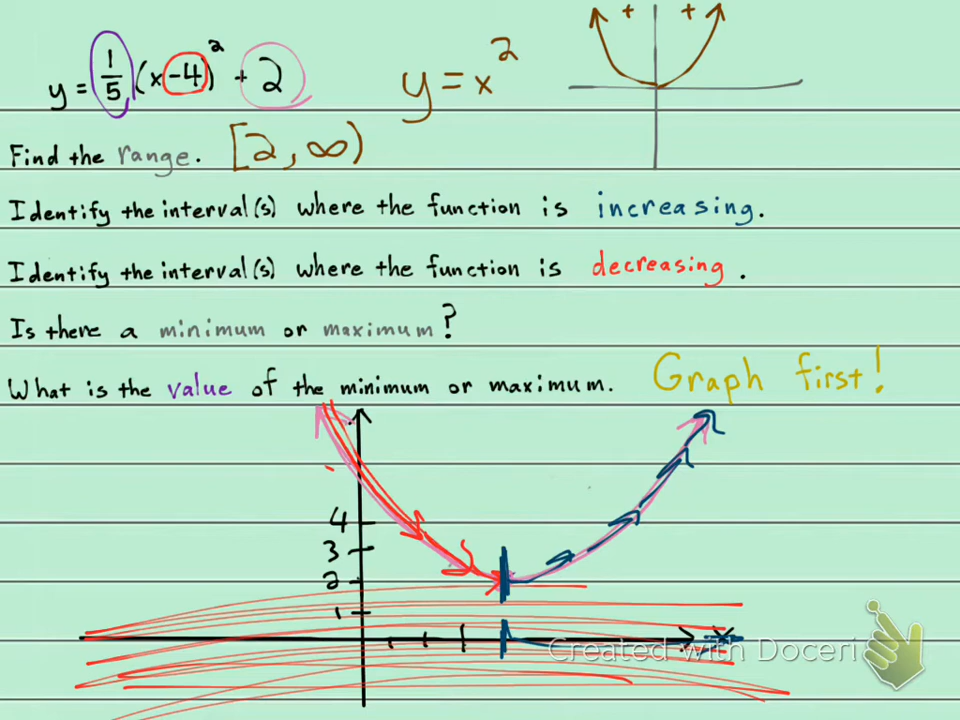 y = 1/5 (x -4)² + 2
y = x²
+ +
Find the range. [2, ∞)
Identify the interval(s) where the function is increasing.
Identify the interval(s) where the function is decreasing.
Is there a minimum or maximum?
What is the value of the minimum or maximum.
Graph first!
4
3
2
1
Created with Doceri